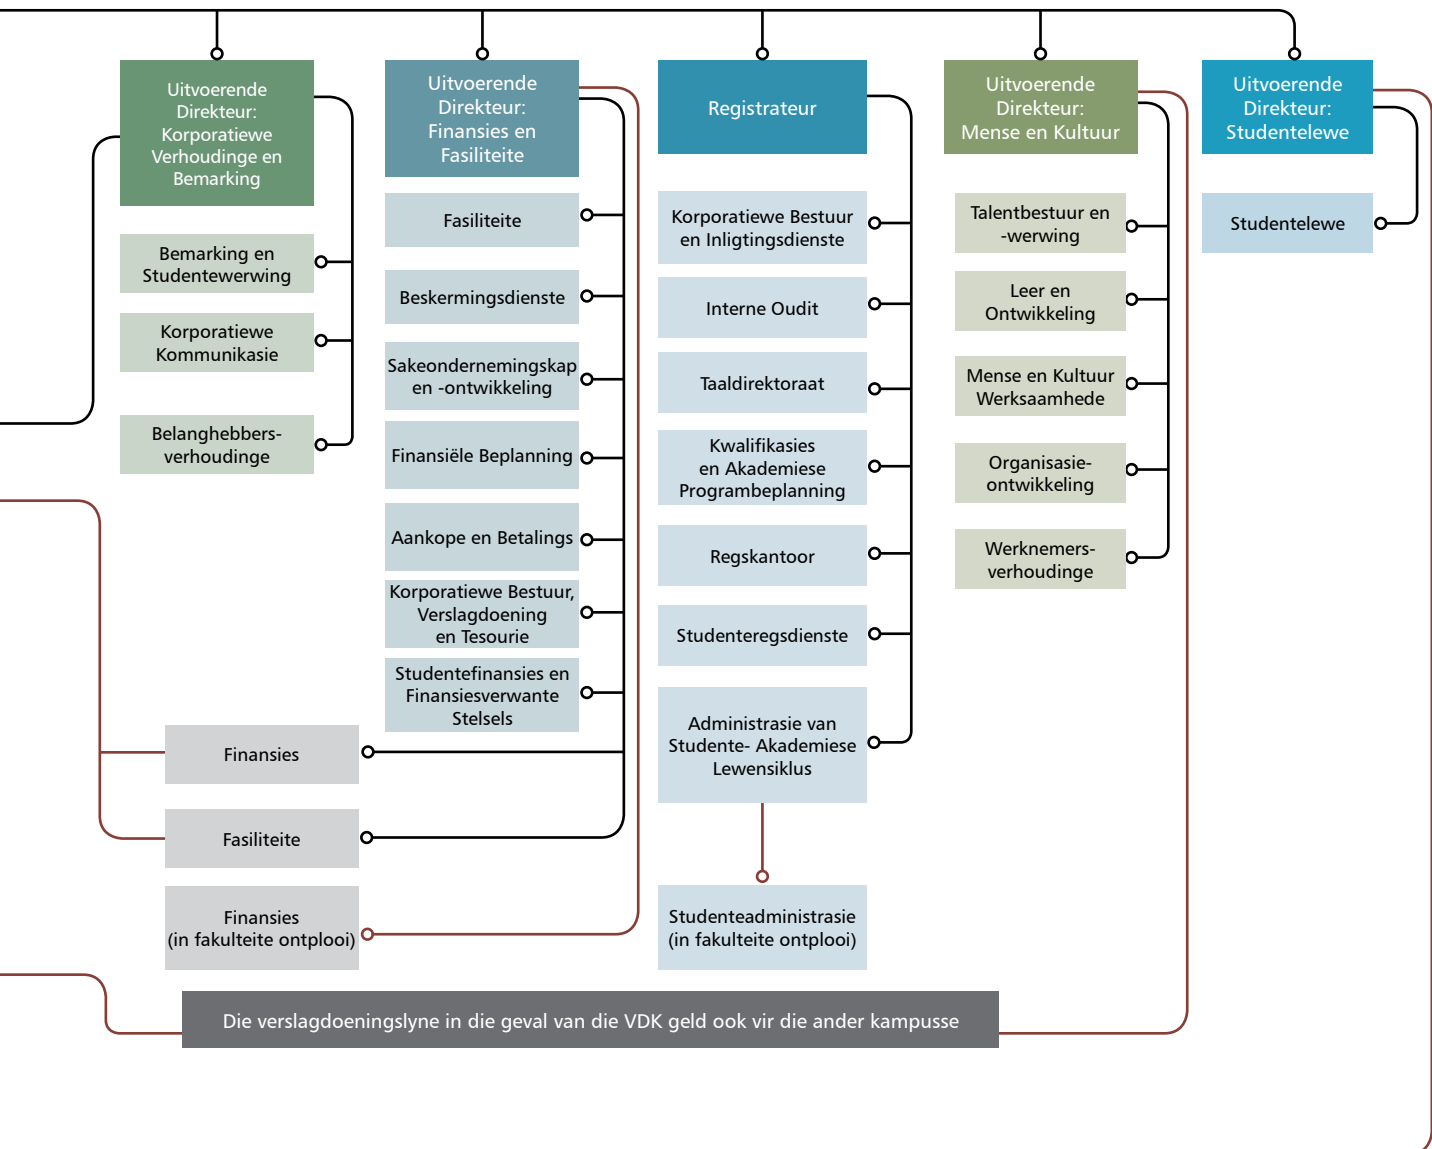 Uitvoerende
Direkteur:
Korporatiewe
Verhoudinge en
Bemarking
Bemarking en
Studentewerwing
Korporatiewe
Kommunikasie
Belanghebbers-
verhoudinge
Uitvoerende
Direkteur:
Finansies en
Fasiliteite
Fasiliteite
Beskermingsdienste
Sakeondernemingskap
en -ontwikkeling
Finansiële Beplanning
Aankope en Betalings
Korporatiewe Bestuur,
Verslagdoening
en Tesourie
Studentefinansies en
Finansiesverwante
Stelsels
Finansies
Fasiliteite
Finansies
(in fakulteite ontplooi)
Registrateur
Korporatiewe Bestuur
en Inligtingsdienste
Interne Oudit
Taaldirektoraat
Kwalifikasies
en Akademiese
Programbeplanning
Regskantoor
Studenteregsdienste
Administrasie van
Studente- Akademiese
Lewensiklus
Studenteadministrasie
(in fakulteite ontplooi)
Uitvoerende
Direkteur:
Mense en Kultuur
Talentbestuur en
-werwing
Leer en
Ontwikkeling
Mense en Kultuur
Werksaamhede
Organisasie-
ontwikkeling
Werknemers-
verhoudinge
Uitvoerende
Direkteur:
Studentelewe
Studentelewe
Die verslagdoeningslyne in die geval van die VDK geld ook vir die ander kampusse